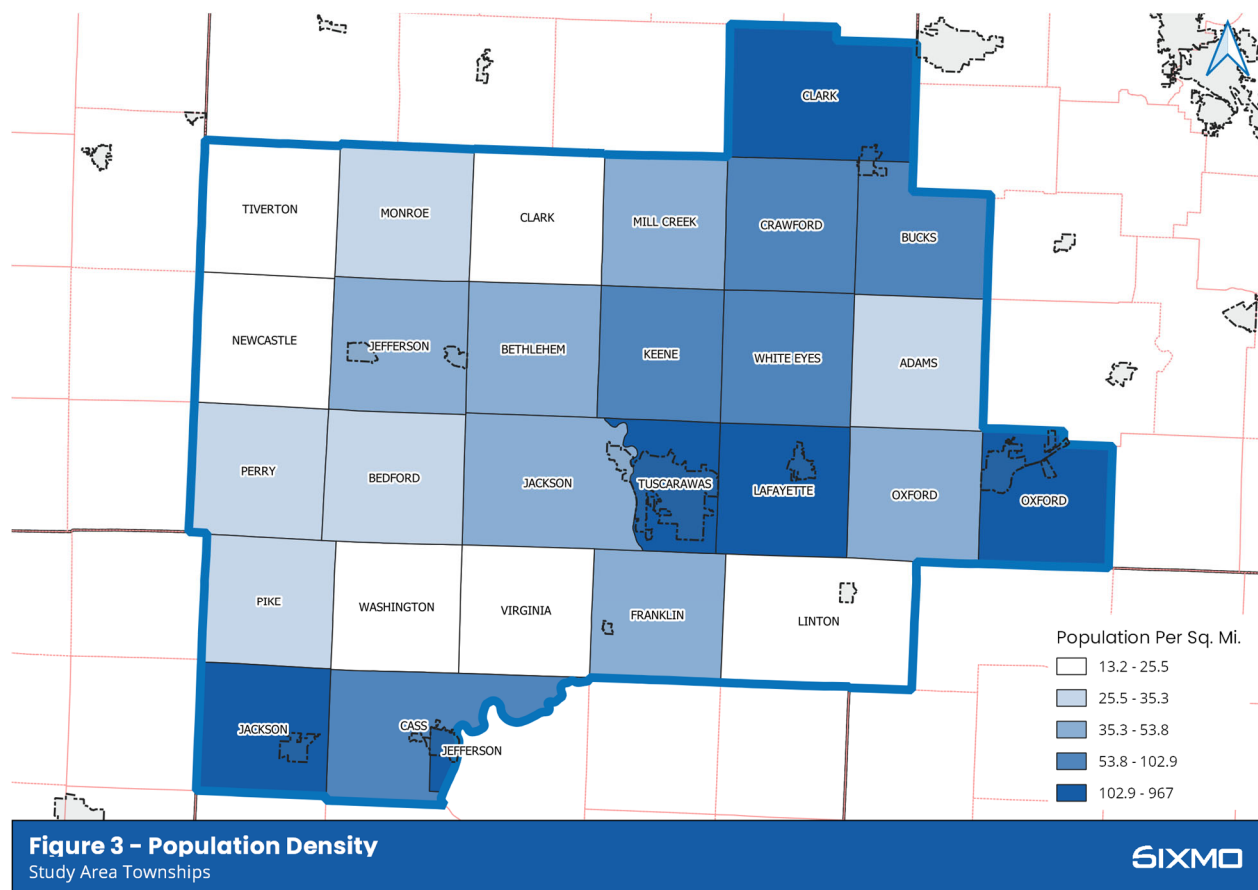 CLARK
TIVERTON
MONROE
CLARK
MILL CREEK
CRAWFORD
BUCKS
NEWCASTLE
JEFFERSON
BETHLEHEM
KEENE
WHITE EYES
ADAMS
PERRY
BEDFORD
JACKSON
TUSCARAWAS
LAFAYETTE
OXFORD
OXFORD
PIKE
WASHINGTON
VIRGINIA
FRANKLIN
LINTON
JACKSON
CASS
JEFFERSON
Population Per Sq. Mi.
13.2 - 25.5
25.5 - 35.3
35.3 - 53.8
53.8 - 102.9
102.9 - 967
Figure 3 - Population Density
Study Area Townships
SIXMO